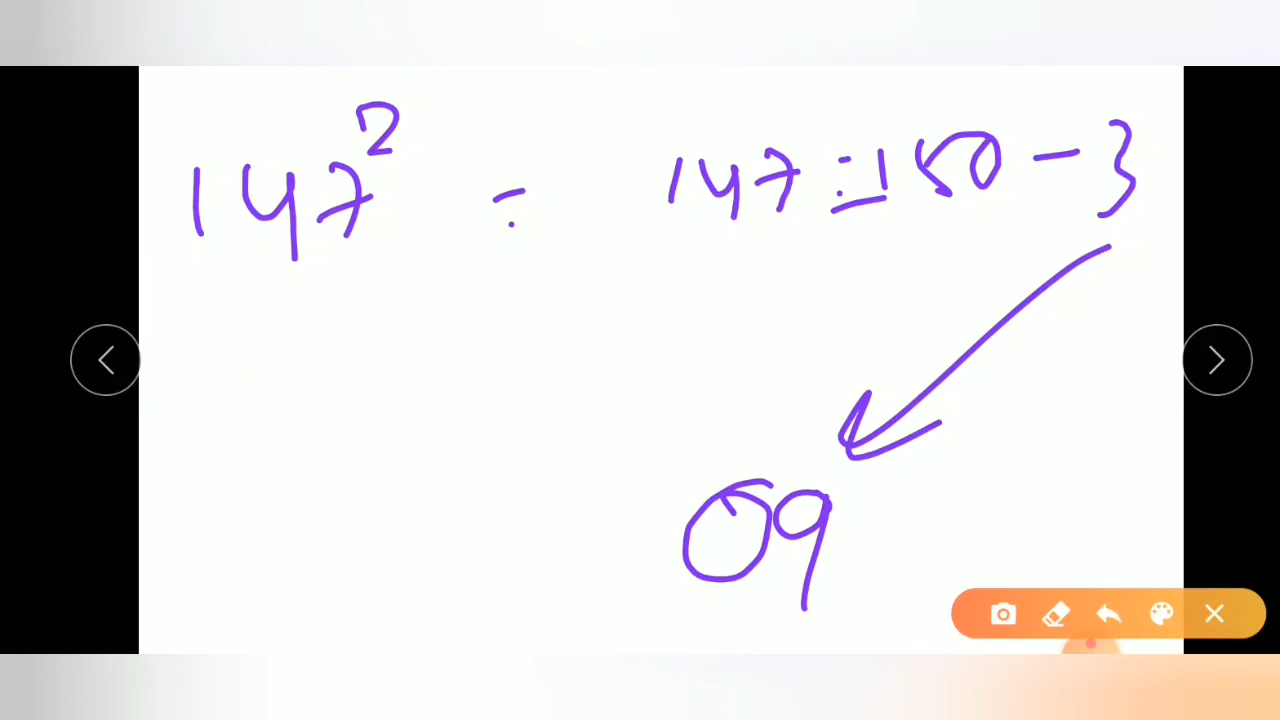 147² = 147 = 150 - 3
09